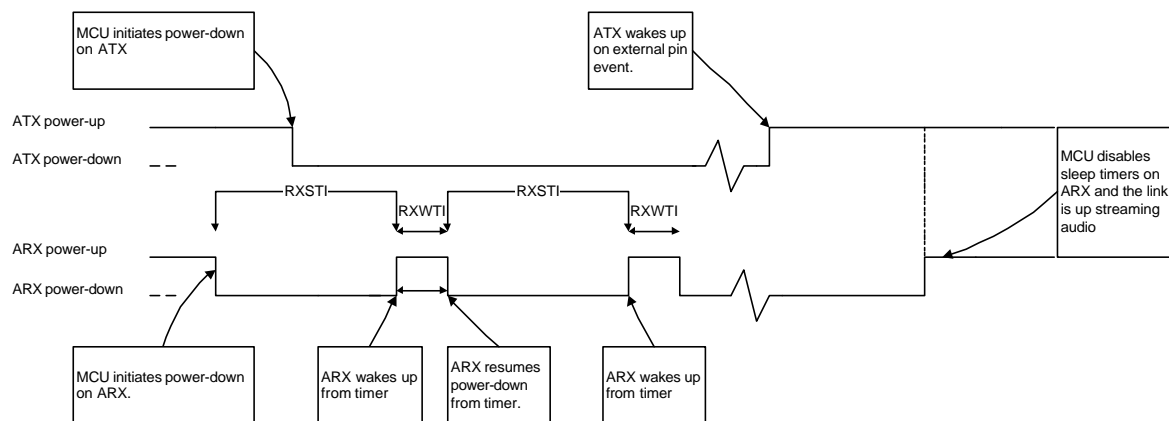 MCU initiates power-down
on ATX
ATX wakes up
on external pin
event.
ATX power-up
ATX power-down
MCU disables
sleep timers on
ARX and the link
is up streaming
audio
RXSTI
RXWTI
RXSTI
RXWTI
ARX power-up
ARX power-down
MCU initiates power-down
on ARX.
ARX wakes up
from timer
ARX resumes
power-down
from timer.
ARX wakes up
from timer